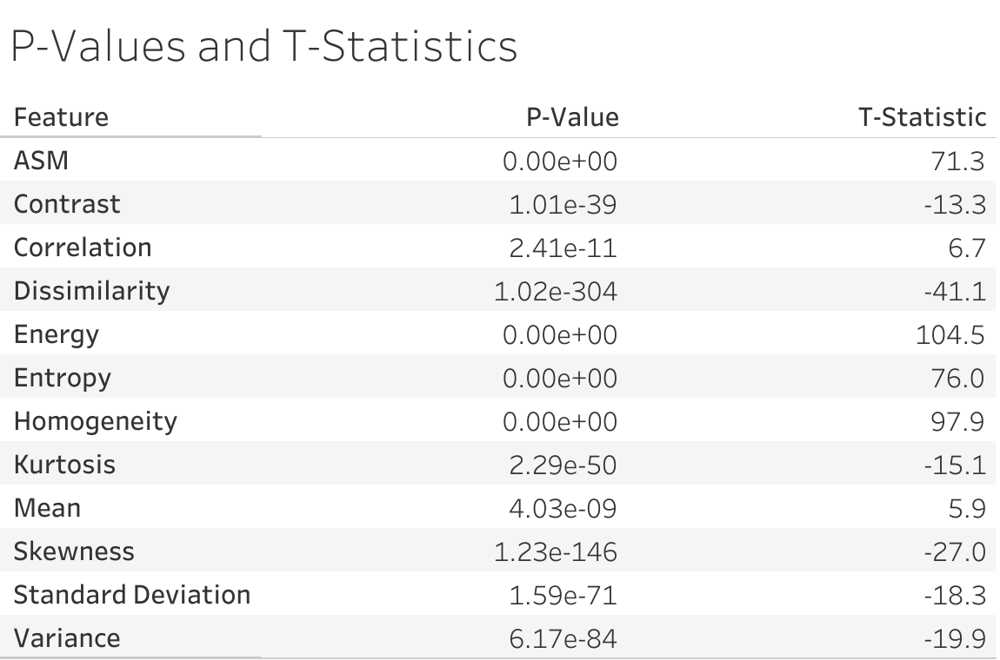 P-Values and T-Statistics
Feature P-Value T-Statistic
ASM 0.00e+00 71.3
Contrast 1.01e-39 -13.3
Correlation 2.41e-11 6.7
Dissimilarity 1.02e-304 -41.1
Energy 0.00e+00 104.5
Entropy 0.00e+00 76.0
Homogeneity 0.00e+00 97.9
Kurtosis 2.29e-50 -15.1
Mean 4.03e-09 5.9
Skewness 1.23e-146 -27.0
Standard Deviation 1.59e-71 -18.3
Variance 6.17e-84 -19.9